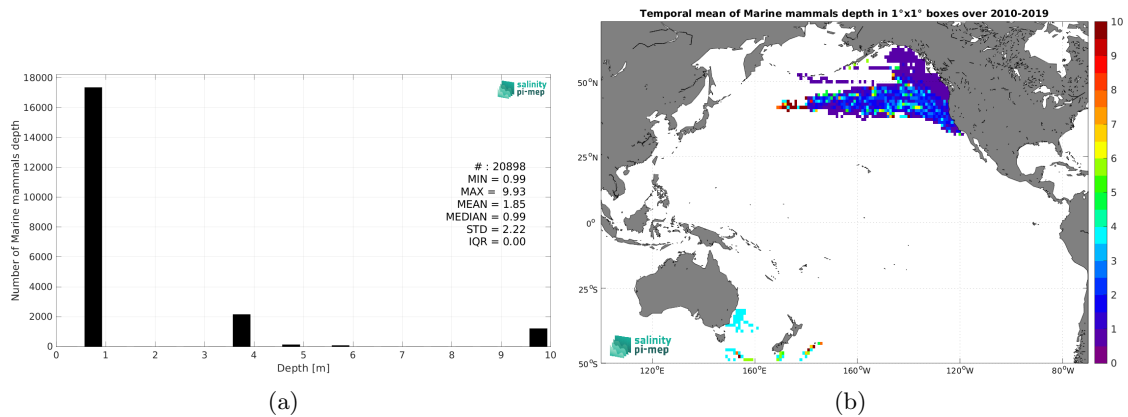 18000
16000
14000
12000
10000
8000
6000
4000
2000
0
Number of Marine mammals depth
salinity
pi-mep
# : 20898
MIN = 0.99
MAX = 9.93
MEAN = 1.85
MEDIAN = 0.99
STD = 2.22
IQR = 0.00
0 1 2 3 4 5 6 7 8 9 10
Depth [m]
(a)
Temporal mean of Marine mammals depth in 1°x1° boxes over 2010-2019
50°N
25°N
0°
25°S
50°S
120°E 160°E 160°W 120°W 80°W
salinity
pi-mep
10
9
8
7
6
5
4
3
2
1
0
(b)